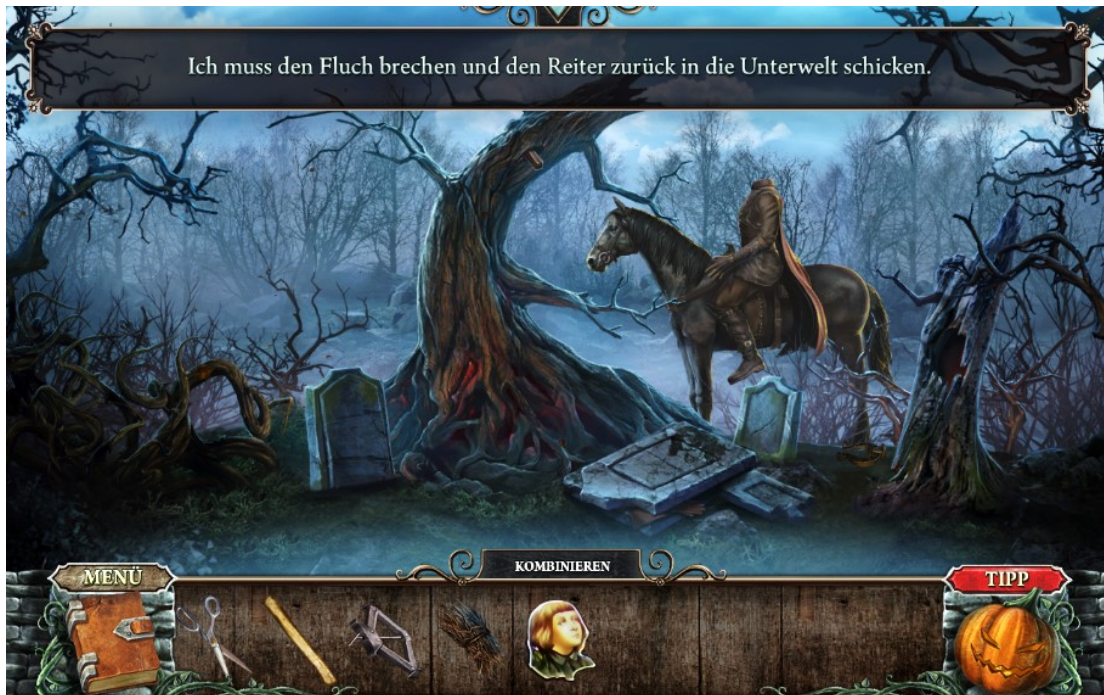 Ich muss den Fluch brechen und den Reiter zurück in die Unterwelt schicken.
KOMBINIEREN
MENÜ
TIPP